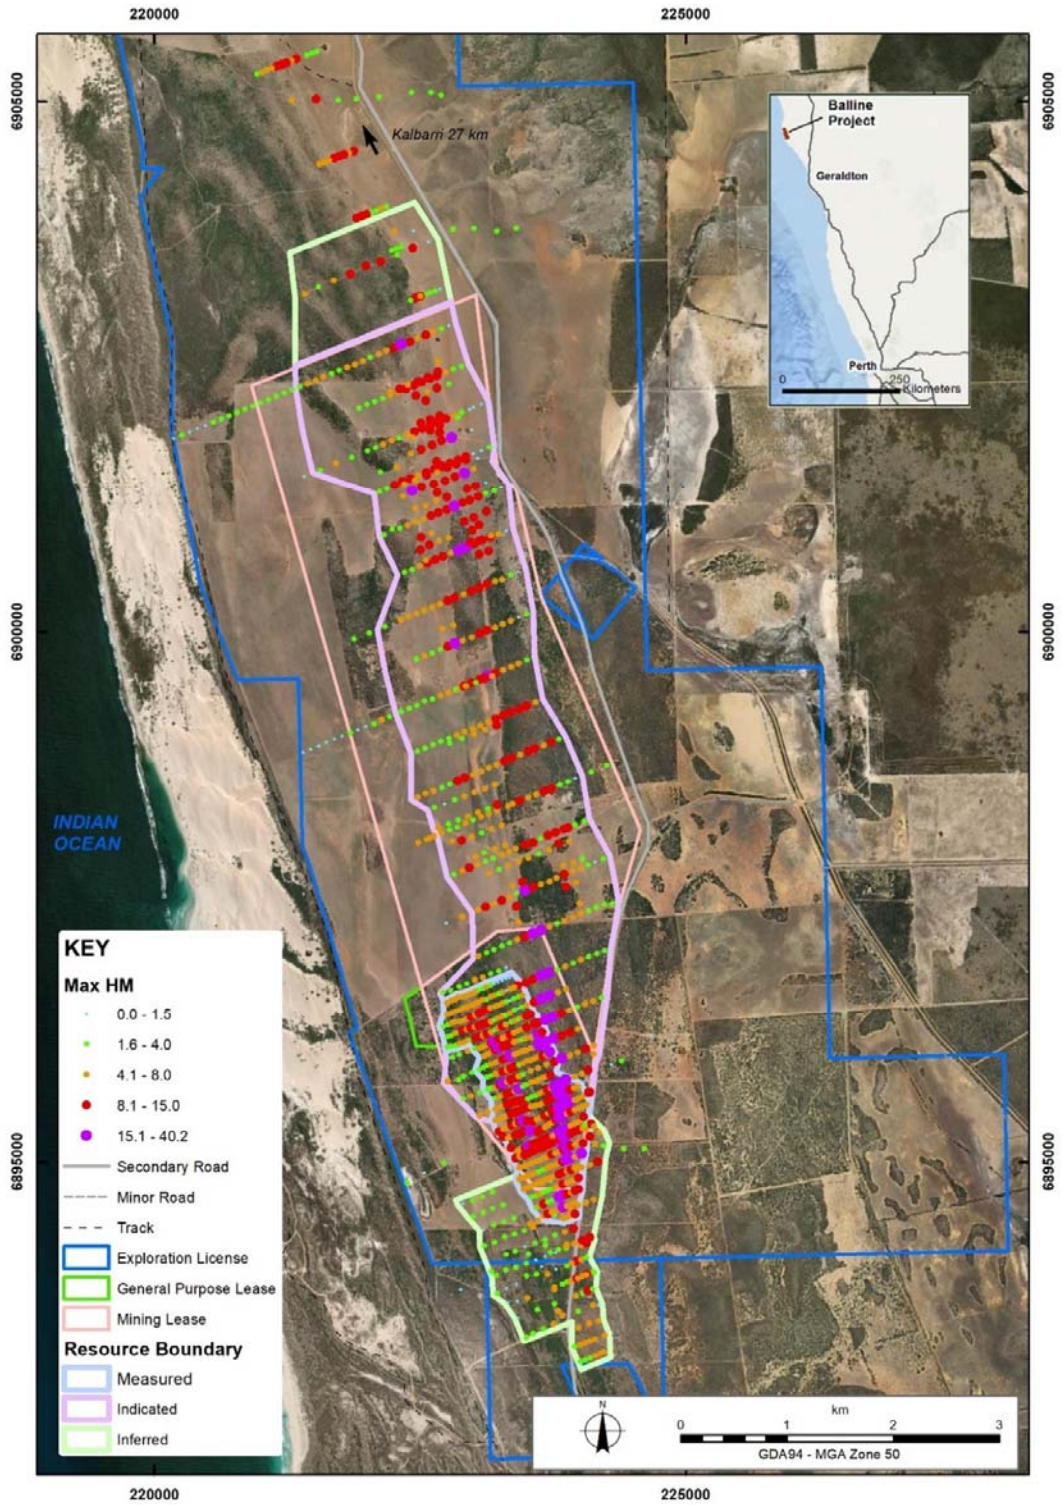 220000
225000
6905000
6905000
Kalbarri 27 km
Balline
Project
Geraldton
Perth
0
250
Kilometers
6900000
6900000
INDIAN
OCEAN
KEY
Max HM
0.0 - 1.5
1.6 - 4.0
4.1 - 8.0
8.1 - 15.0
15.1 - 40.2
Secondary Road
Minor Road
Track
Exploration License
General Purpose Lease
Mining Lease
Resource Boundary
Measured
Indicated
Inferred
6895000
6895000
N
km
0
1
2
3
GDA94 - MGA Zone 50
220000
225000